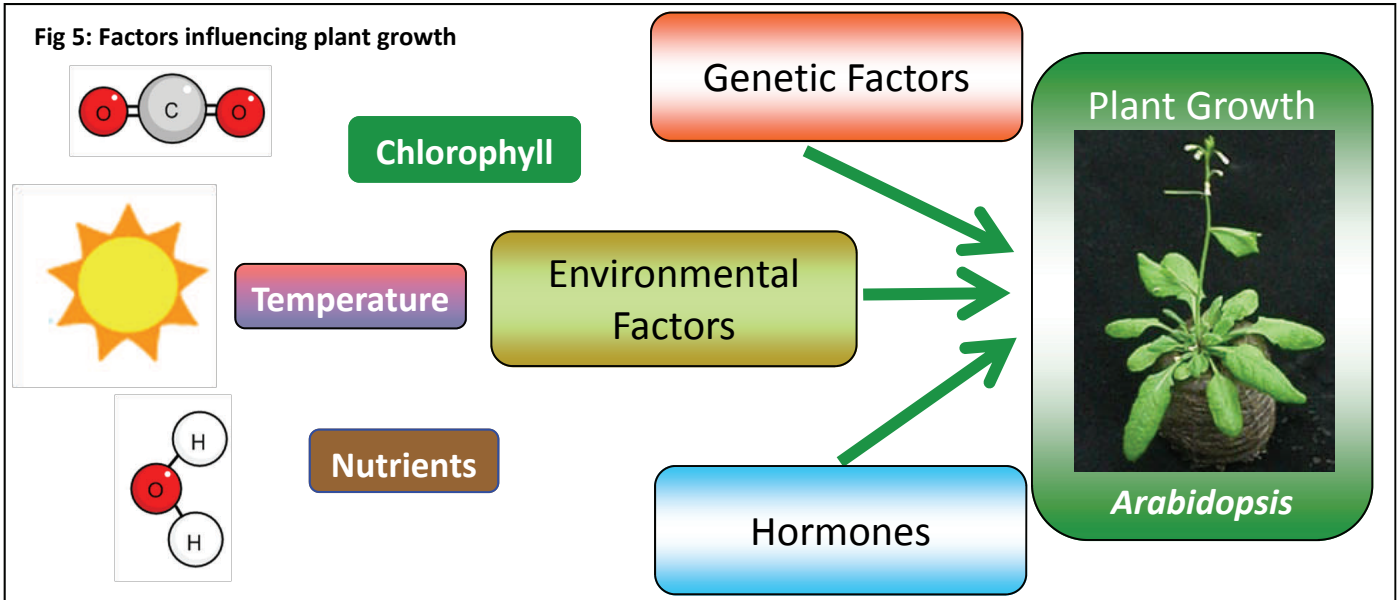 Fig 5: Factors influencing plant growth
O C O
Chlorophyll
Temperature
H
O
H
Nutrients
Genetic Factors
Environmental
Factors
Hormones
Plant Growth
Arabidopsis